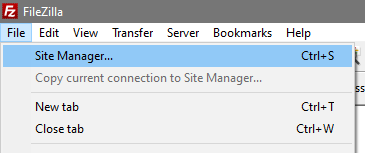 FileZilla
File Edit View Transfer Server Bookmarks Help
Site Manager... Ctrl+S
Copy current connection to Site Manager...
New tab Ctrl+T
Close tab Ctrl+W